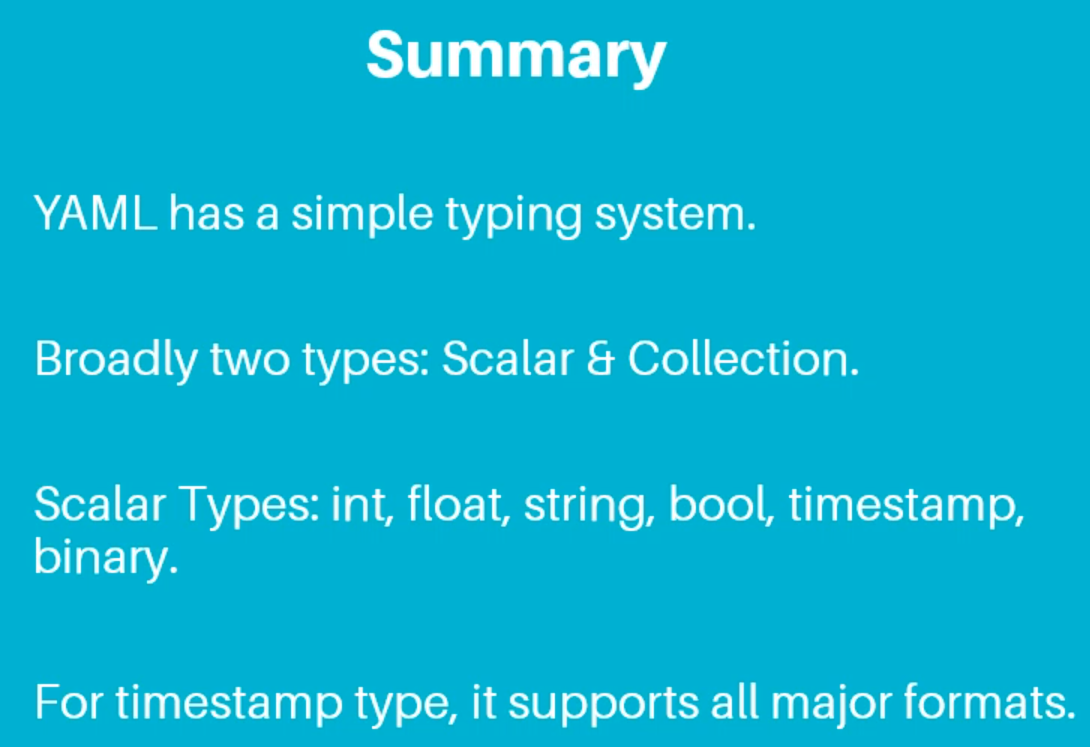 Summary
YAML has a simple typing system.
Broadly two types: Scalar & Collection.
Scalar Types: int, float, string, bool, timestamp,
binary.
For timestamp type, it supports all major formats.